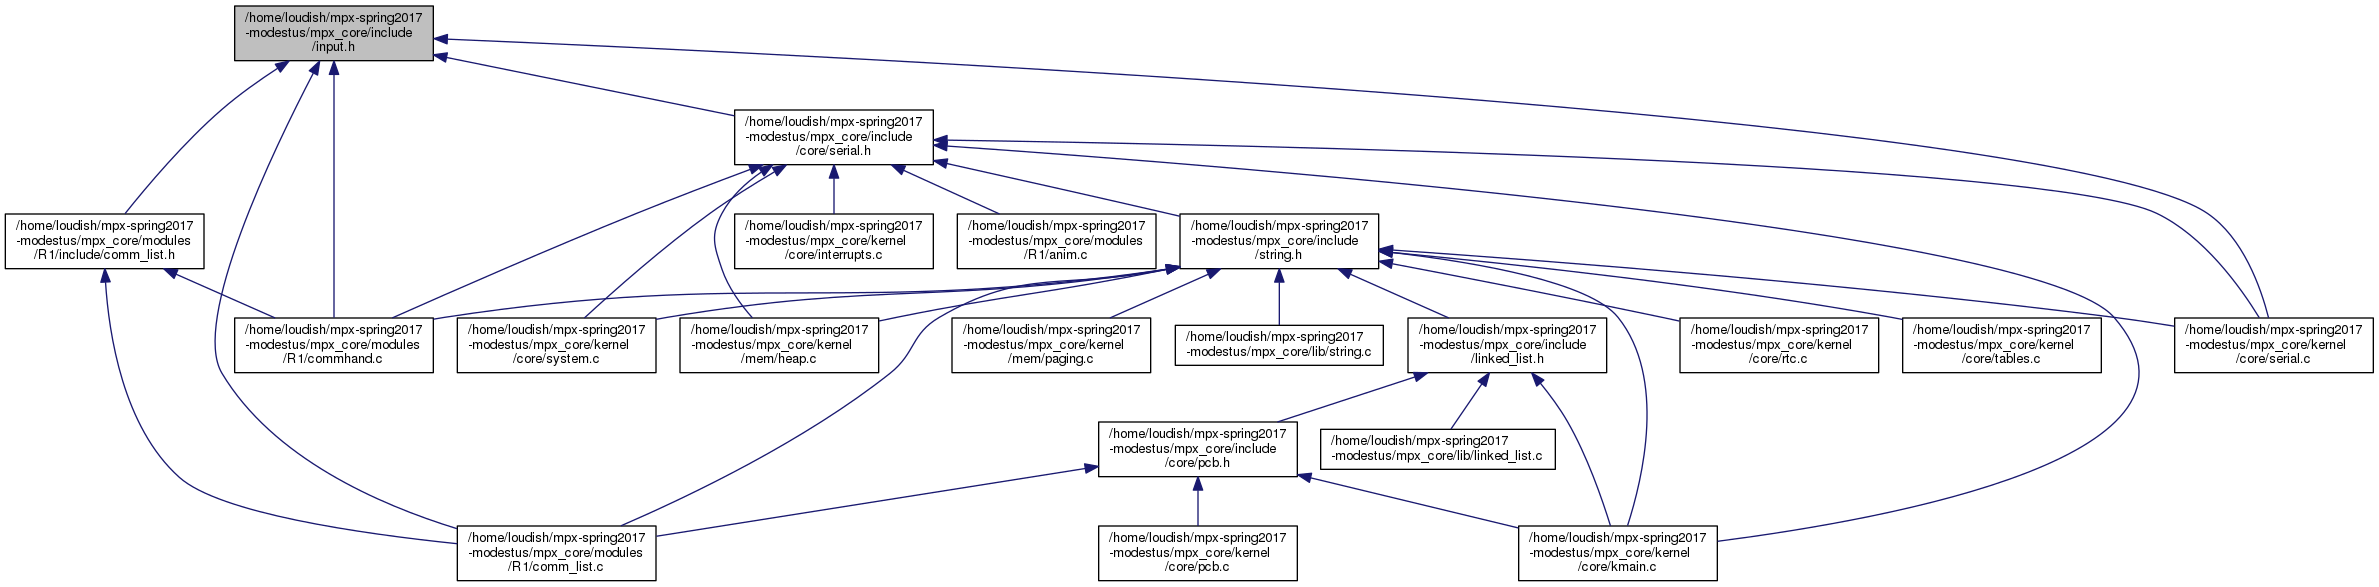 /home/loudish/mpx-spring2017
-modestus/mpx_core/include
/input.h
/home/loudish/mpx-spring2017
-modestus/mpx_core/include
/core/serial.h
/home/loudish/mpx-spring2017
-modestus/mpx_core/modules
/R1/include/comm_list.h
/home/loudish/mpx-spring2017
-modestus/mpx_core/kernel
/core/interrupts.c
/home/loudish/mpx-spring2017
-modestus/mpx_core/modules
/R1/anim.c
/home/loudish/mpx-spring2017
-modestus/mpx_core/include
/string.h
/home/loudish/mpx-spring2017
-modestus/mpx_core/modules
/R1/commhand.c
/home/loudish/mpx-spring2017
-modestus/mpx_core/kernel
/core/system.c
/home/loudish/mpx-spring2017
-modestus/mpx_core/kernel
/mem/heap.c
/home/loudish/mpx-spring2017
-modestus/mpx_core/kernel
/mem/paging.c
/home/loudish/mpx-spring2017
-modestus/mpx_core/lib/string.c
/home/loudish/mpx-spring2017
-modestus/mpx_core/include
/linked_list.h
/home/loudish/mpx-spring2017
-modestus/mpx_core/kernel
/core/rtc.c
/home/loudish/mpx-spring2017
-modestus/mpx_core/kernel
/core/tables.c
/home/loudish/mpx-spring2017
-modestus/mpx_core/kernel
/core/serial.c
/home/loudish/mpx-spring2017
-modestus/mpx_core/include
/core/pcb.h
/home/loudish/mpx-spring2017
-modestus/mpx_core/lib/linked_list.c
/home/loudish/mpx-spring2017
-modestus/mpx_core/modules
/R1/comm_list.c
/home/loudish/mpx-spring2017
-modestus/mpx_core/kernel
/core/pcb.c
/home/loudish/mpx-spring2017
-modestus/mpx_core/kernel
/core/kmain.c